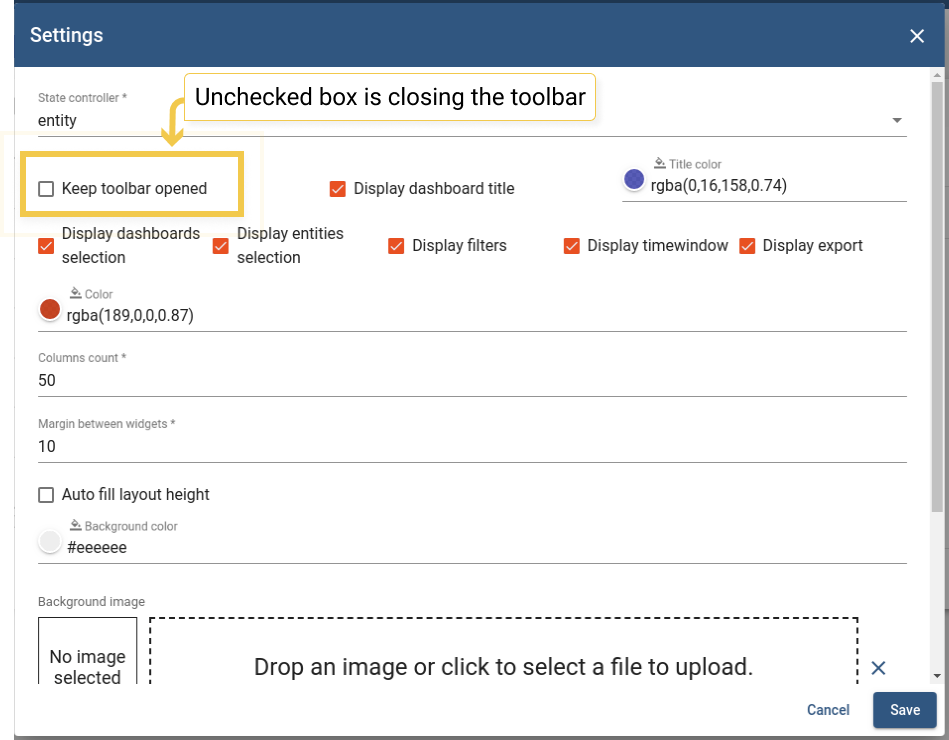 Settings
Unchecked box is closing the toolbar
State controller *
entity
Keep toolbar opened
Display dashboard title
Title color
rgba(0,16,158,0.74)
Display dashboards
selection
Display entities
selection
Display filters
Display timewindow
Display export
Color
rgba(189,0,0,0.87)
Columns count *
50
Margin between widgets *
10
Auto fill layout height
Background color
#eeeeee
Background image
No image
selected
Drop an image or click to select a file to upload.
Cancel
Save